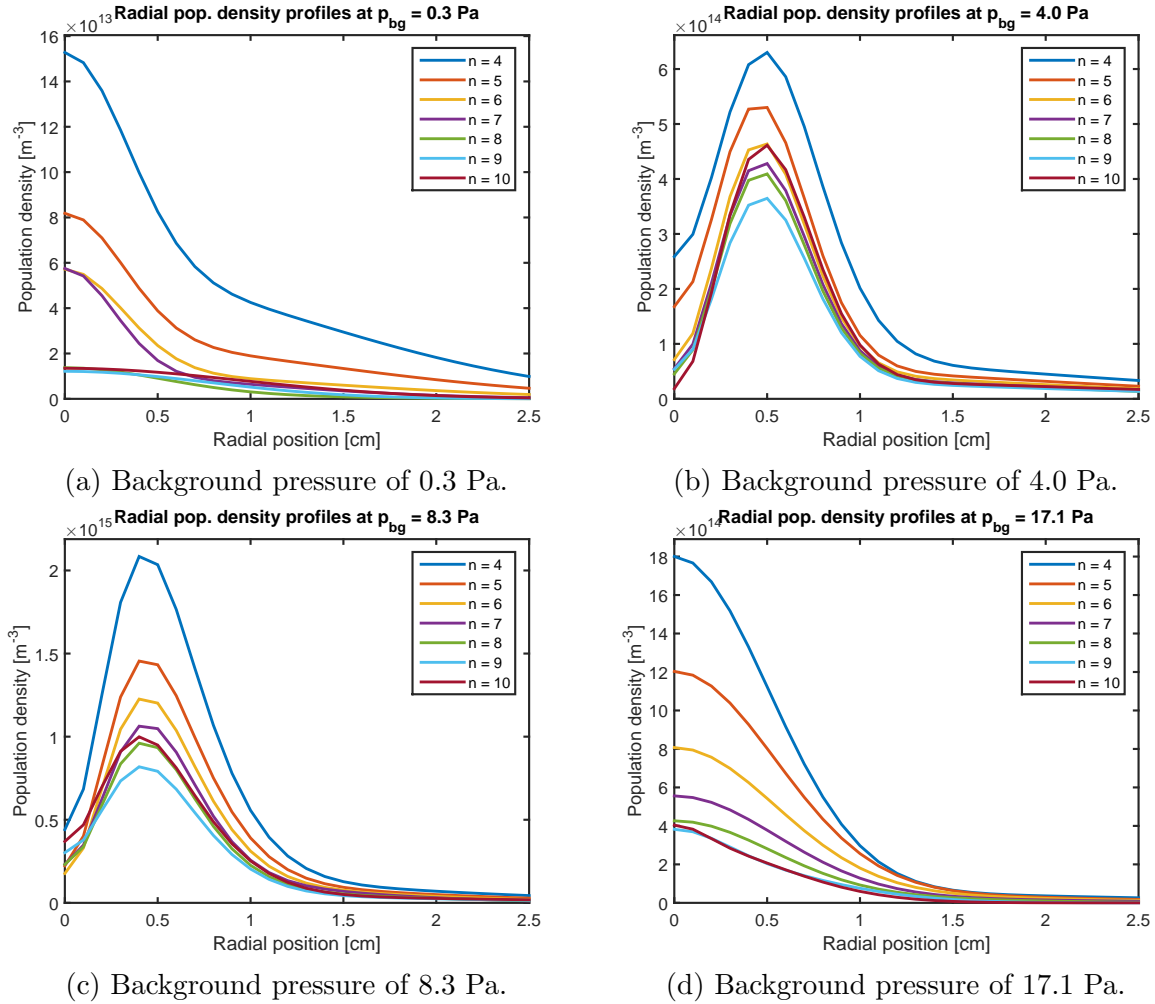 Radial pop. density profiles at p_bg = 0.3 Pa
×10^13
Population density [m^-3]
16
14
12
10
8
6
4
2
0
n = 4
n = 5
n = 6
n = 7
n = 8
n = 9
n = 10
0 0.5 1 1.5 2 2.5
Radial position [cm]
(a) Background pressure of 0.3 Pa.
Radial pop. density profiles at p_bg = 4.0 Pa
×10^14
Population density [m^-3]
6
5
4
3
2
1
0
n = 4
n = 5
n = 6
n = 7
n = 8
n = 9
n = 10
0 0.5 1 1.5 2 2.5
Radial position [cm]
(b) Background pressure of 4.0 Pa.
Radial pop. density profiles at p_bg = 8.3 Pa
×10^15
Population density [m^-3]
2
1.5
1
0.5
0
n = 4
n = 5
n = 6
n = 7
n = 8
n = 9
n = 10
0 0.5 1 1.5 2 2.5
Radial position [cm]
(c) Background pressure of 8.3 Pa.
Radial pop. density profiles at p_bg = 17.1 Pa
×10^14
Population density [m^-3]
18
16
14
12
10
8
6
4
2
0
n = 4
n = 5
n = 6
n = 7
n = 8
n = 9
n = 10
0 0.5 1 1.5 2 2.5
Radial position [cm]
(d) Background pressure of 17.1 Pa.